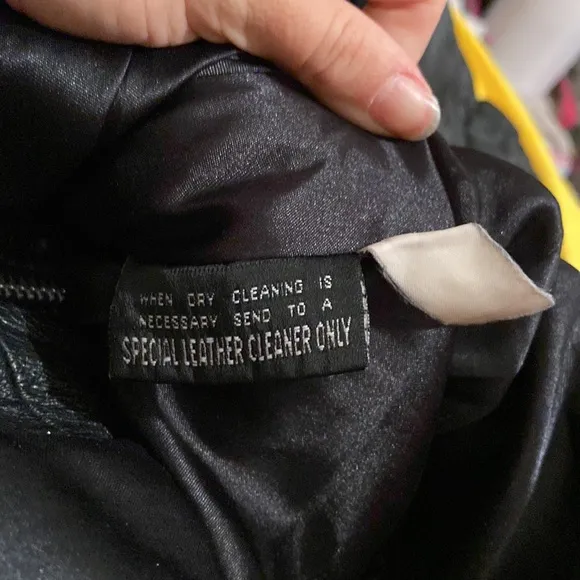 WHEN DRY CLEANING IS
NECESSARY SEND TO A
SPECIAL LEATHER CLEANER ONLY